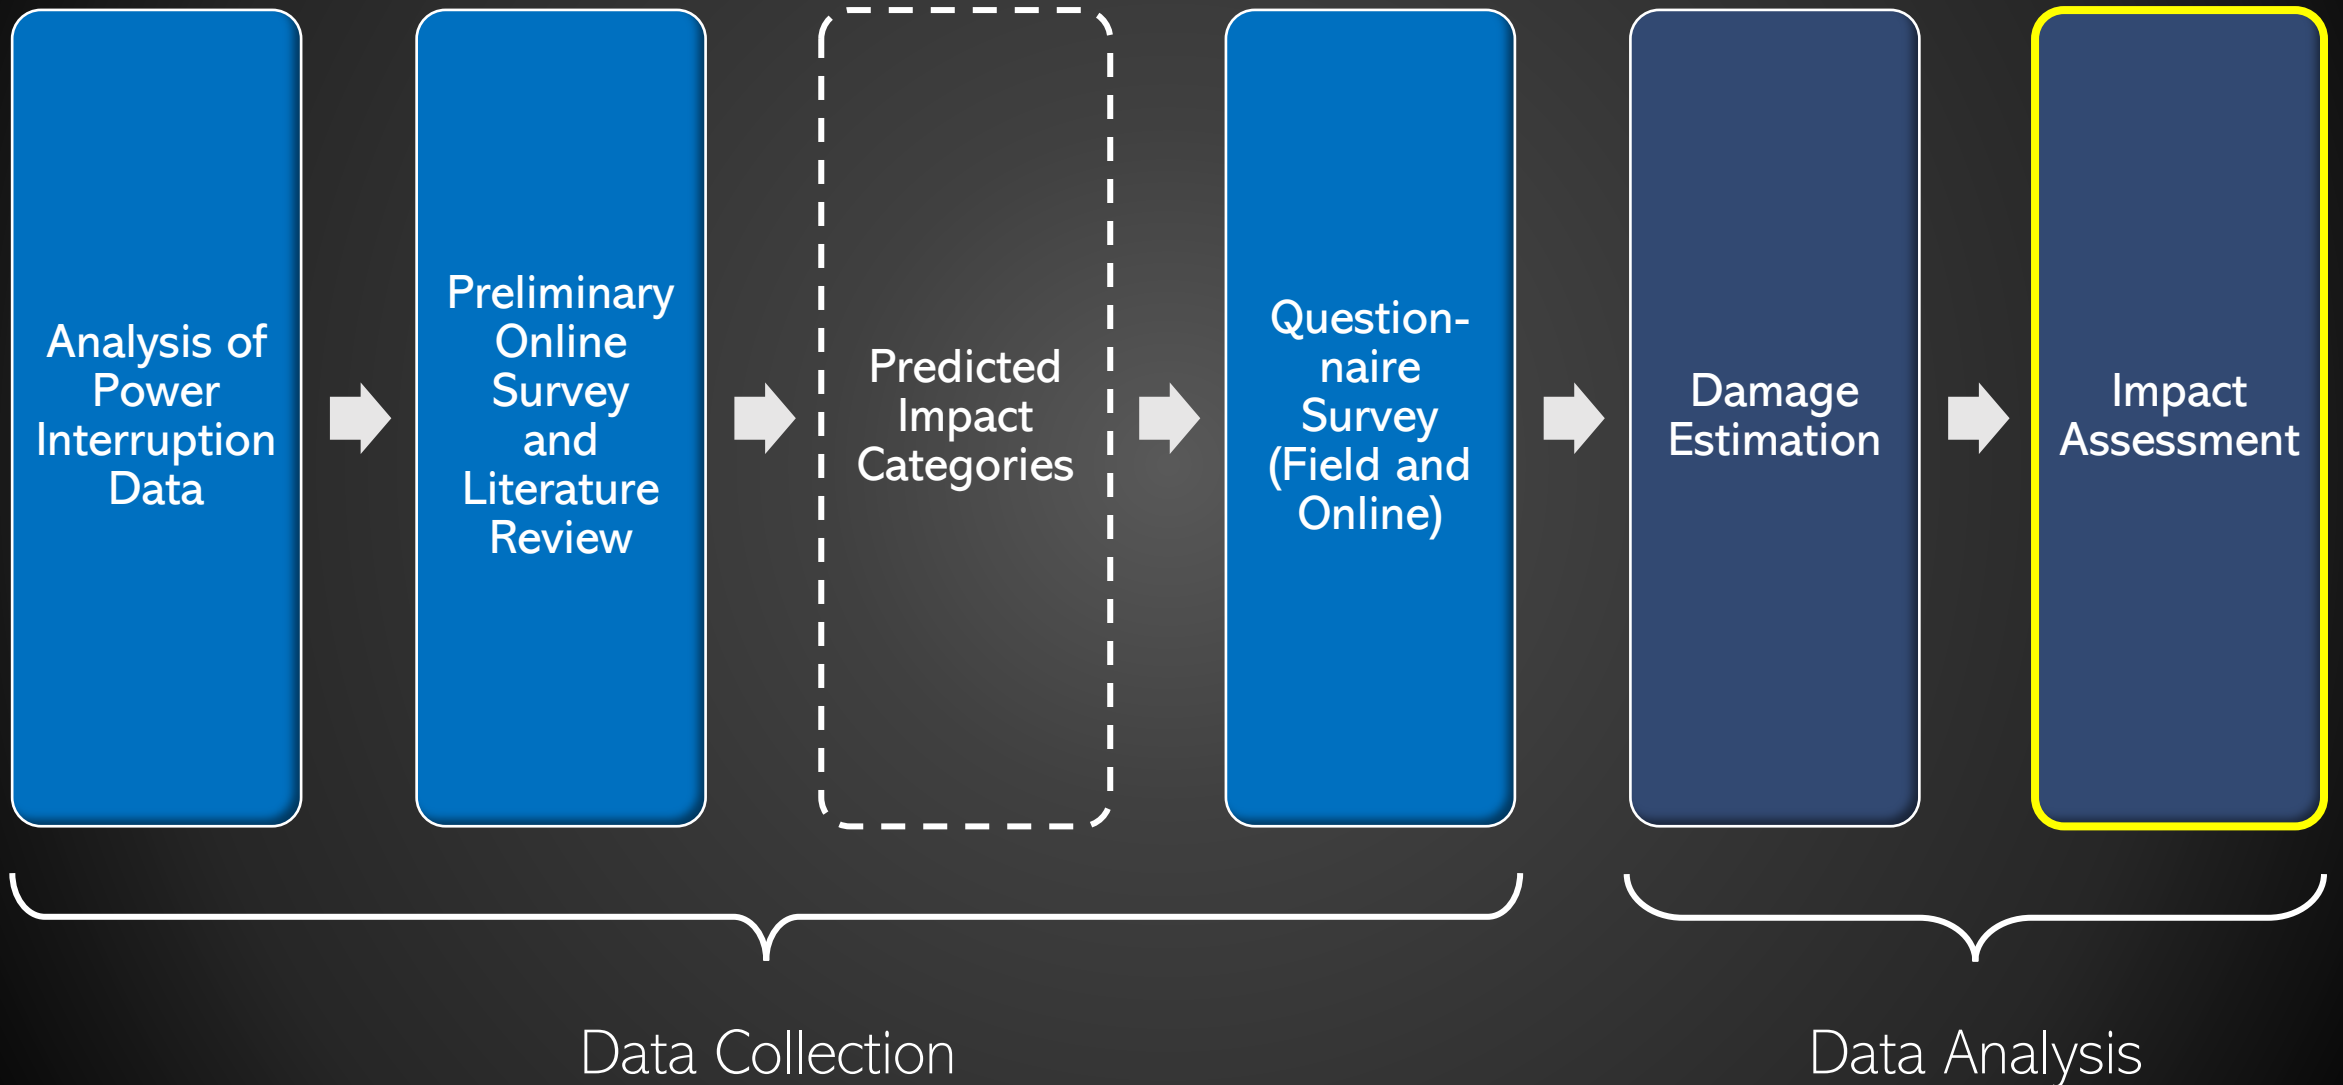 Analysis of
Power
Interruption
Data
Preliminary
Online
Survey
and
Literature
Review
Predicted
Impact
Categories
Question-
naire
Survey
(Field and
Online)
Damage
Estimation
Impact
Assessment
Data Collection
Data Analysis